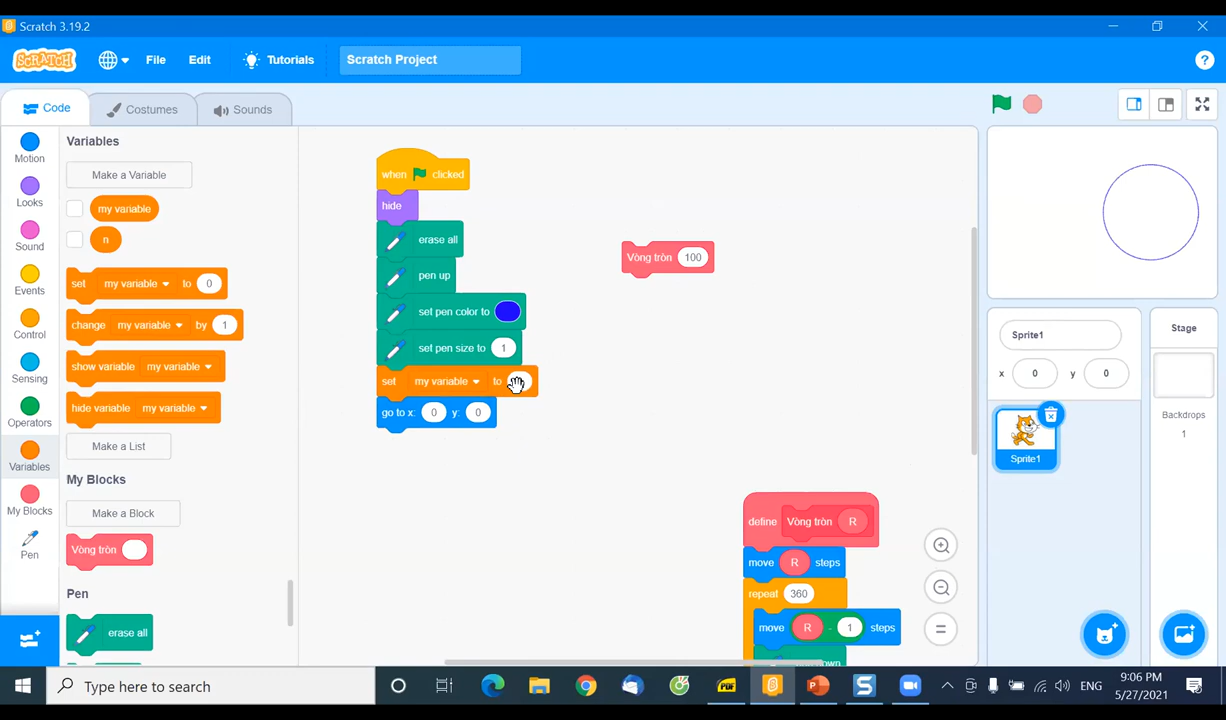 Scratch 3.19.2
SCRATCH
File
Edit
Tutorials
Scratch Project
?
Code
Costumes
Sounds
Motion
Looks
Sound
Events
Control
Sensing
Operators
Variables
My Blocks
Pen
Variables
Make a Variable
my variable
n
set my variable to 0
change my variable by 1
show variable my variable
hide variable my variable
Make a List
My Blocks
Make a Block
Vòng tròn
Pen
erase all
when clicked
hide
erase all
pen up
set pen color to
set pen size to 1
set my variable to
go to x: 0 y: 0
Vòng tròn 100
define Vòng tròn R
move R steps
repeat 360
move R - 1 steps
Sprite1
x 0 y 0
Sprite1
Stage
Backdrops
1
Type here to search
ENG
9:06 PM
5/27/2021